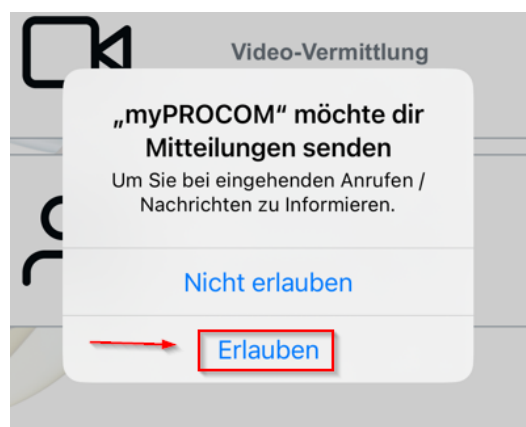 Video-Vermittlung
„myPROCOM“ möchte dir
Mitteilungen senden
Um Sie bei eingehenden Anrufen /
Nachrichten zu Informieren.
Nicht erlauben
Erlauben